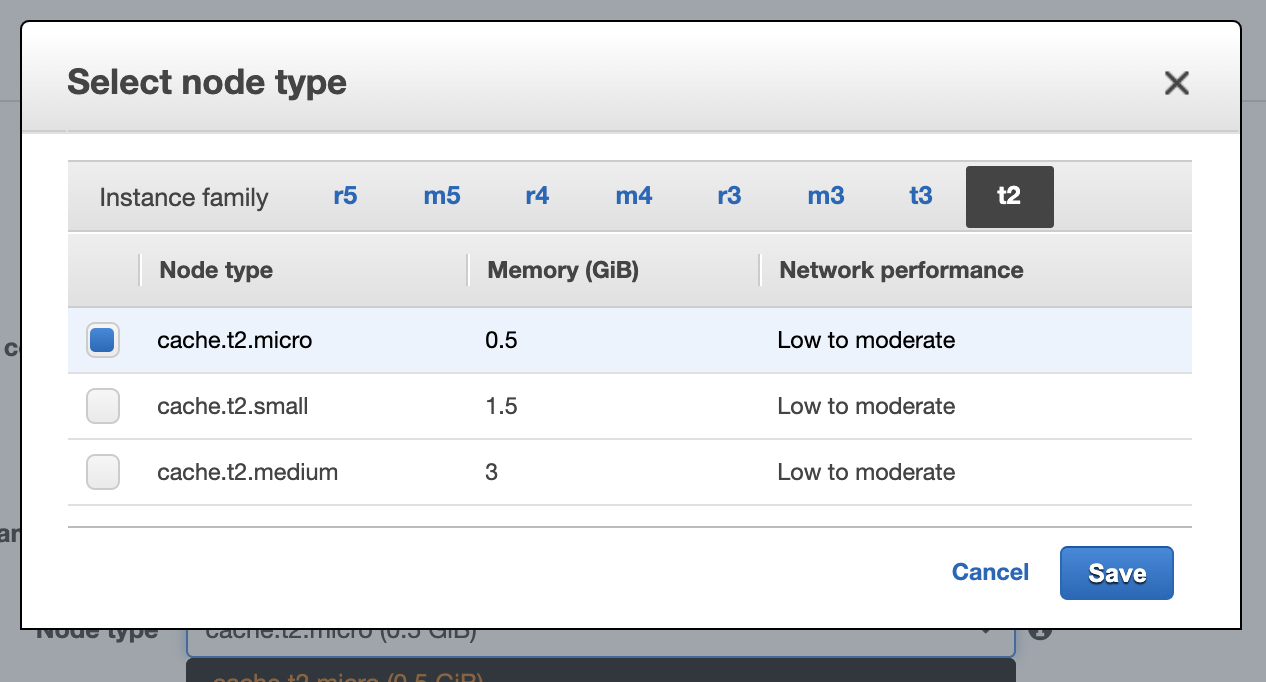 Select node type
Instance family r5 m5 r4 m4 r3 m3 t3 t2
Node type Memory (GiB) Network performance
cache.t2.micro 0.5 Low to moderate
cache.t2.small 1.5 Low to moderate
cache.t2.medium 3 Low to moderate
Cancel Save
Node type cache.t2.micro (0.5 GiB)
cache.t2.micro (0.5 GiB)